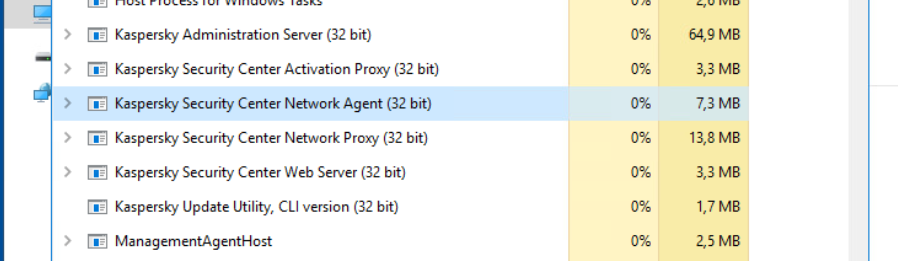 Host Process for Windows Tasks 0% 2,6 MB
Kaspersky Administration Server (32 bit) 0% 64,9 MB
Kaspersky Security Center Activation Proxy (32 bit) 0% 3,3 MB
Kaspersky Security Center Network Agent (32 bit) 0% 7,3 MB
Kaspersky Security Center Network Proxy (32 bit) 0% 13,8 MB
Kaspersky Security Center Web Server (32 bit) 0% 3,3 MB
Kaspersky Update Utility, CLI version (32 bit) 0% 1,7 MB
ManagementAgentHost 0% 2,5 MB